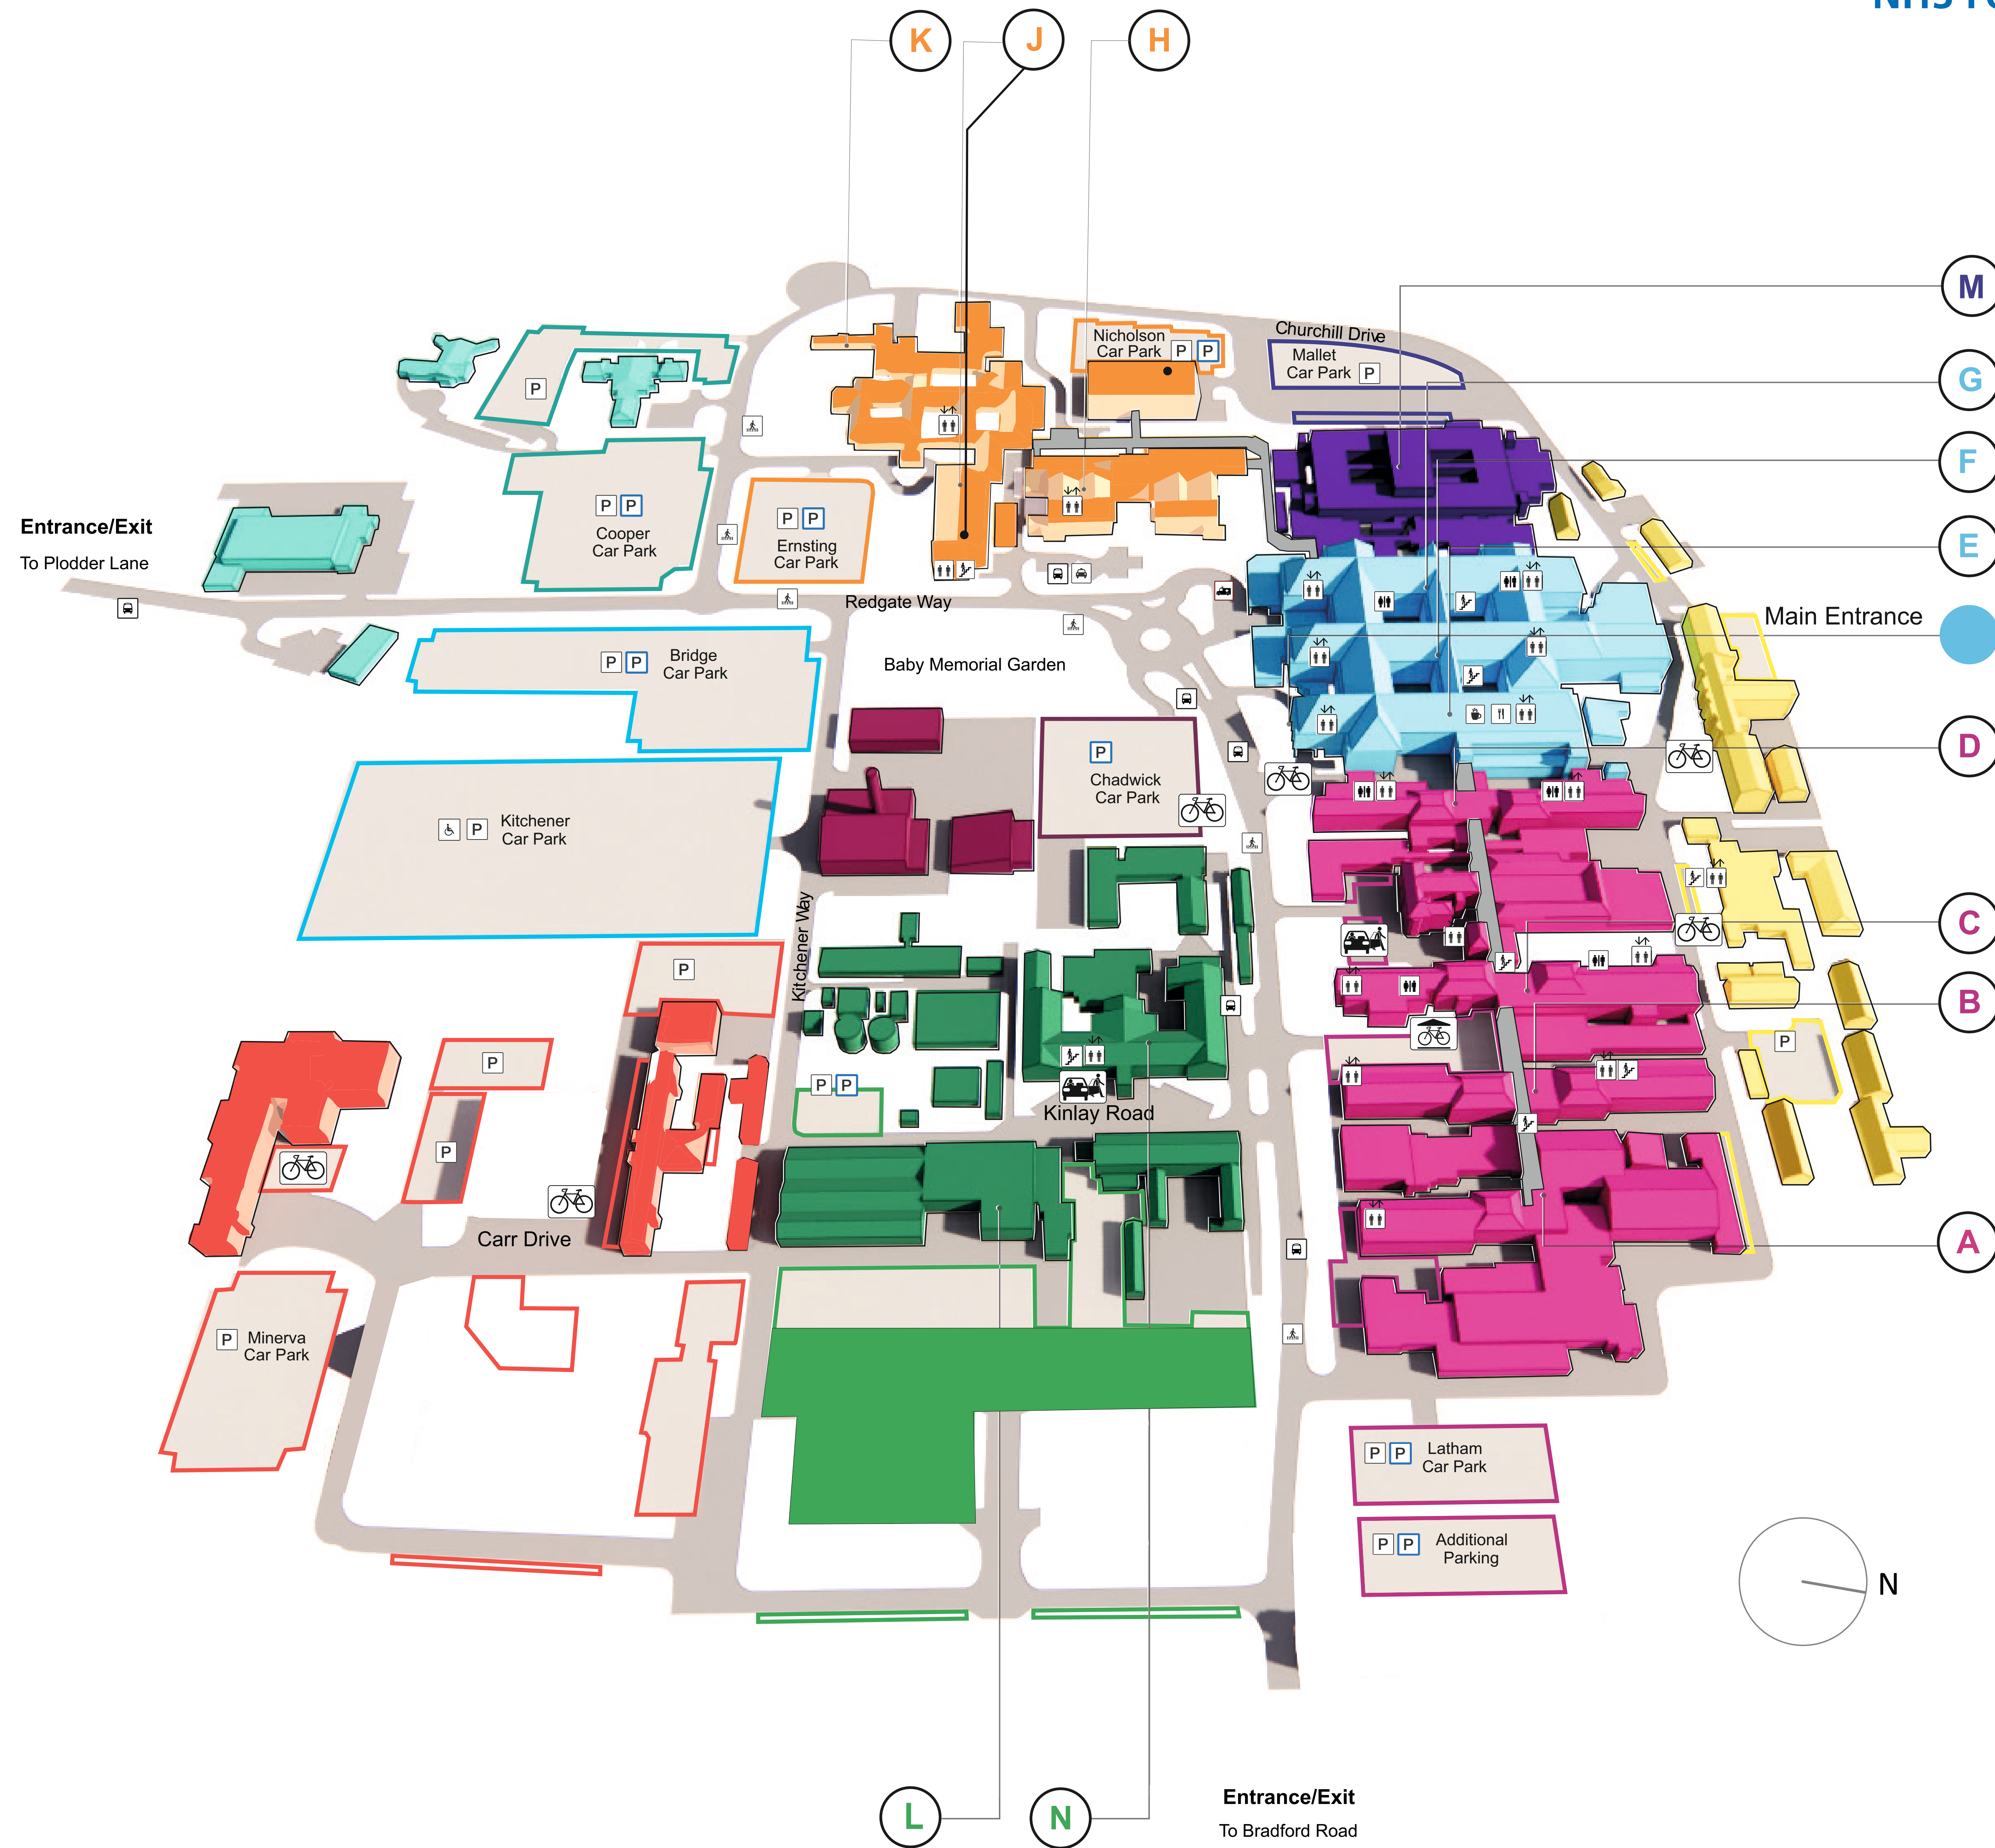 K
J
H
M
Churchill Drive
Nicholson
Car Park P P
Mallet
Car Park P
G
P
F
P P
Cooper
Car Park
P P
Ernsting
Car Park
Entrance/Exit
To Plodder Lane
E
Redgate Way
Main Entrance
P P
Bridge
Car Park
Baby Memorial Garden
D
P
Chadwick
Car Park
P
Kitchener
Car Park
Kitchener Way
C
P
B
P
P
P P
Kinlay Road
P
Carr Drive
A
P
Minerva
Car Park
P P
Latham
Car Park
P P
Additional
Parking
N
L
N
Entrance/Exit
To Bradford Road